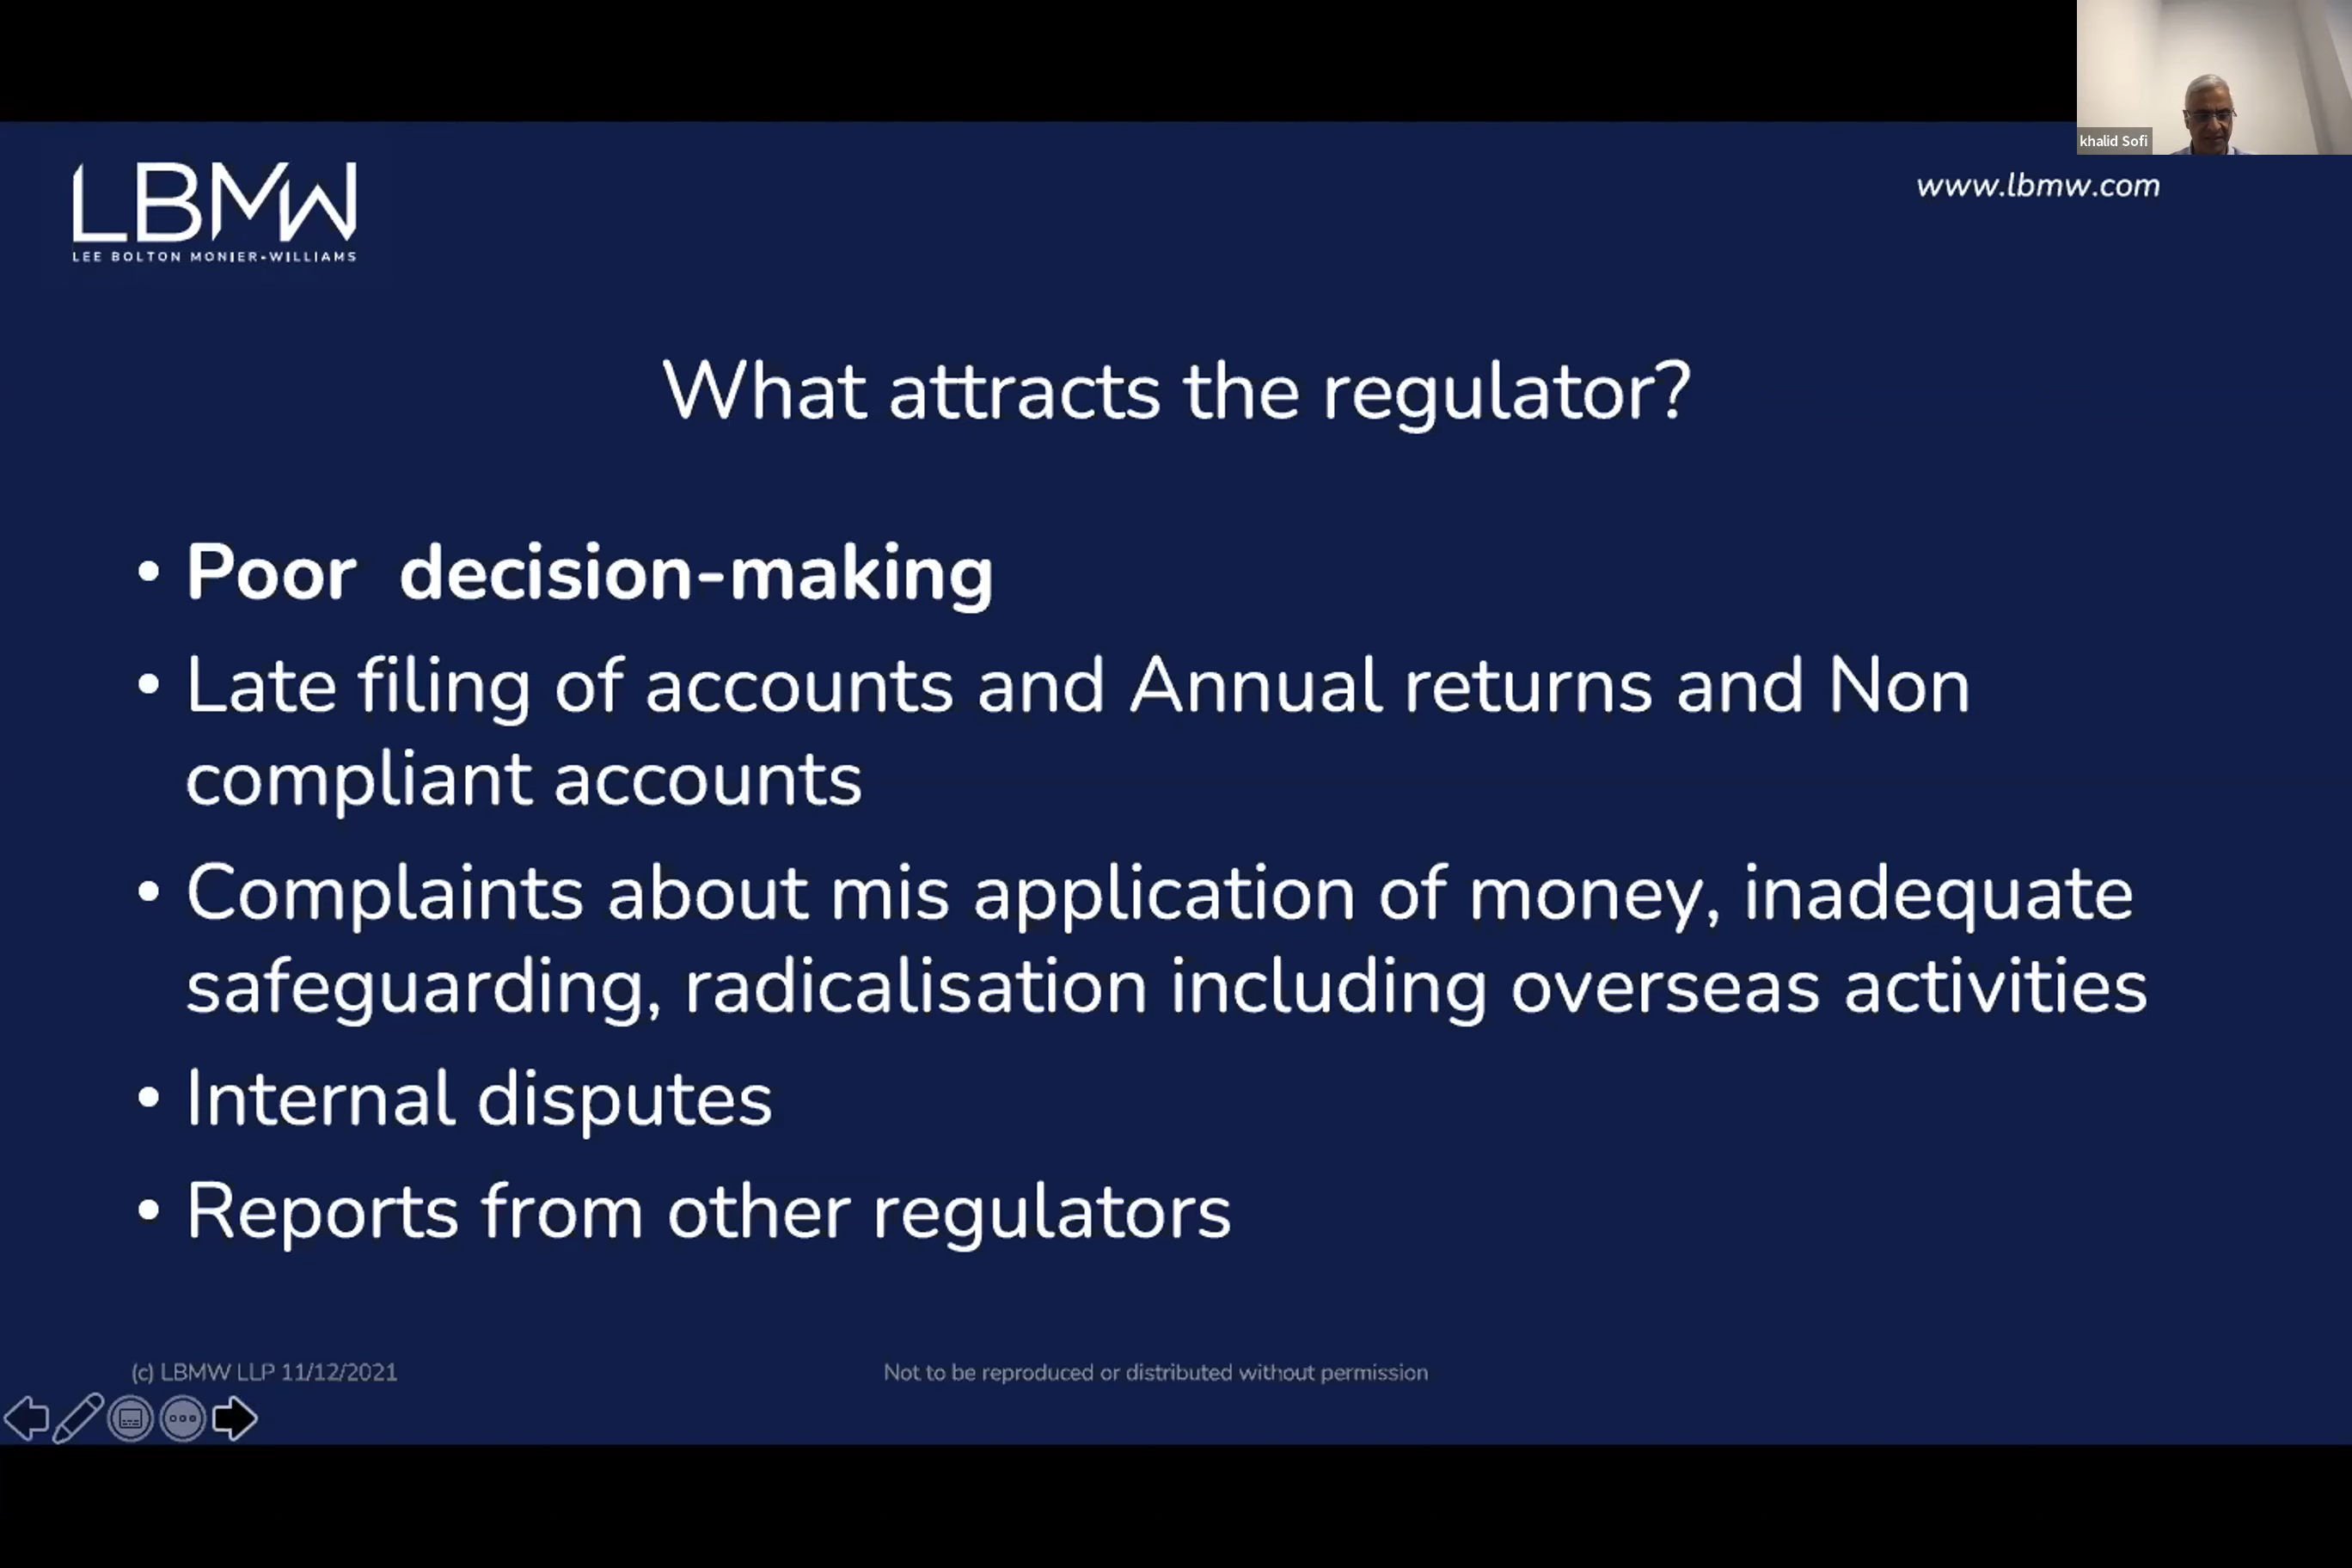 khalid Sofi
LBMW
LEE BOLTON MONIER-WILLIAMS
www.lbmw.com
What attracts the regulator?
• Poor  decision-making
• Late filing of accounts and Annual returns and Non
compliant accounts
• Complaints about mis application of money, inadequate
safeguarding, radicalisation including overseas activities
• Internal disputes
• Reports from other regulators
(c) LBMW LLP 11/12/2021
Not to be reproduced or distributed without permission